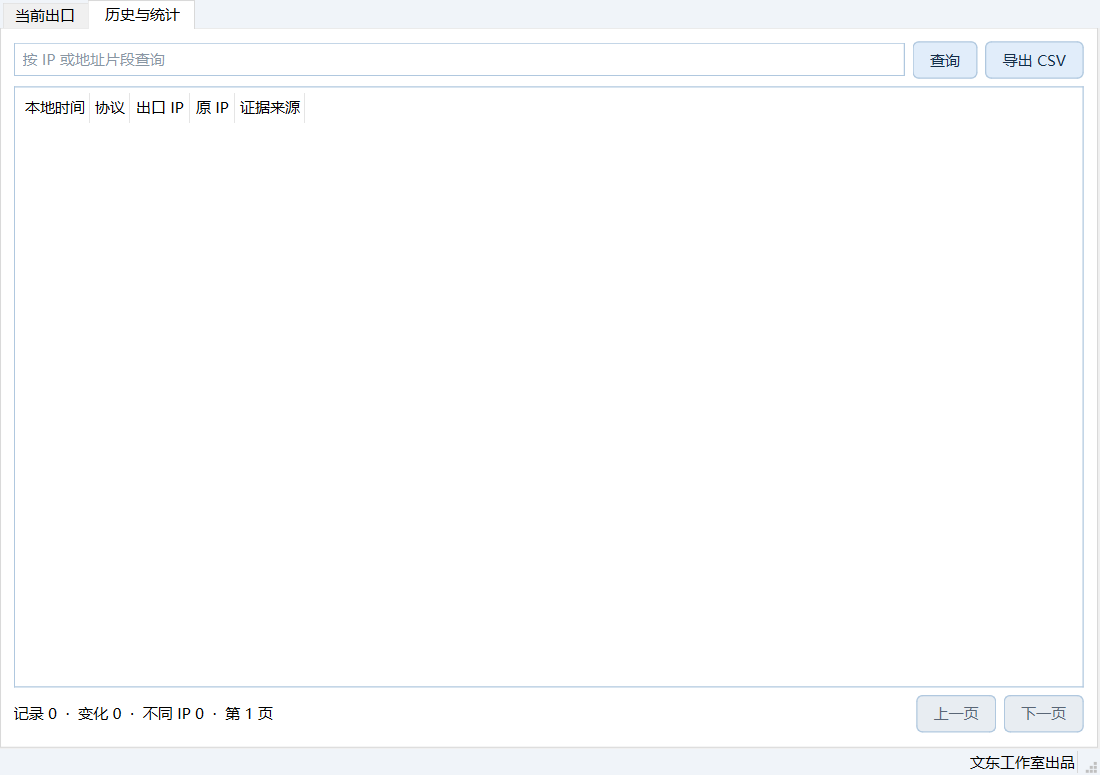 当前出口 历史与统计
按 IP 或地址片段查询 查询 导出 CSV
本地时间 协议 出口 IP 原 IP 证据来源
记录 0 · 变化 0 · 不同 IP 0 · 第 1 页 上一页 下一页
文东工作室出品